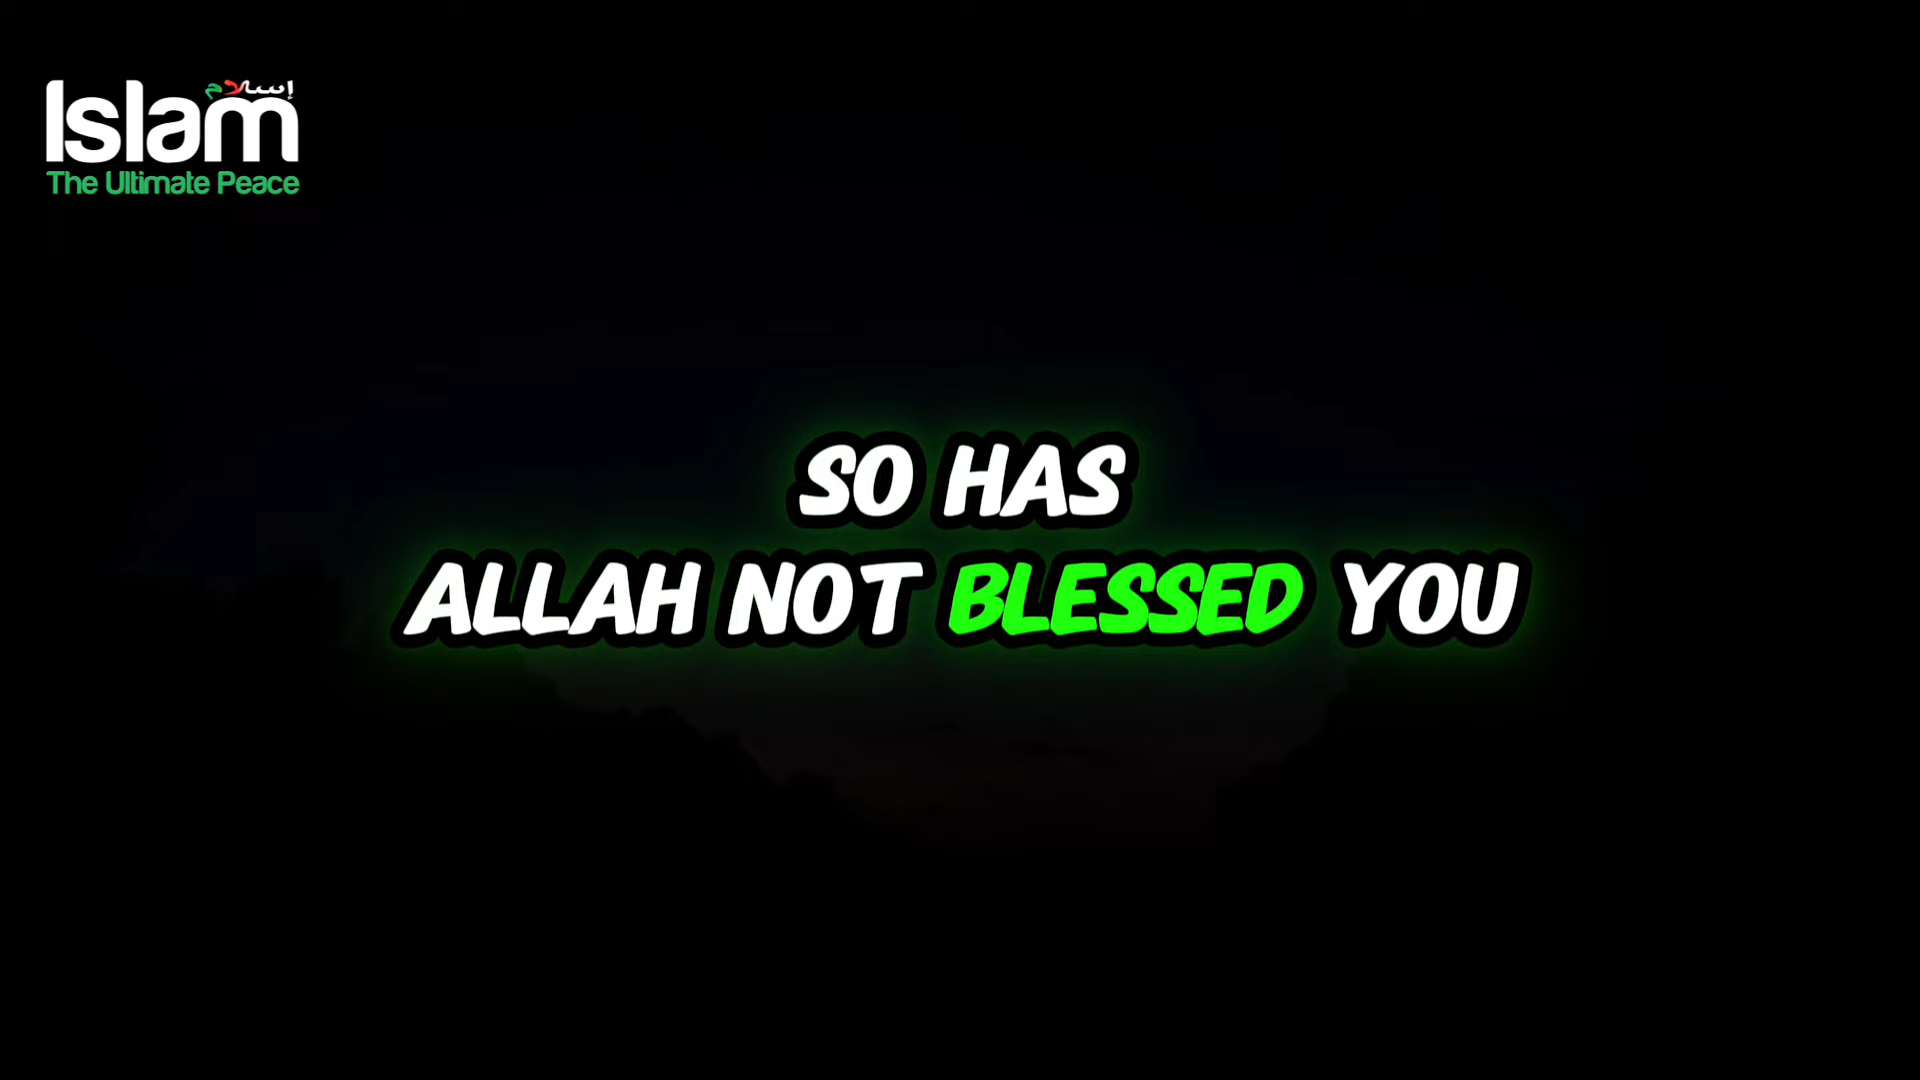 إسلام
Islam
The Ultimate Peace
SO HAS
ALLAH NOT BLESSED YOU